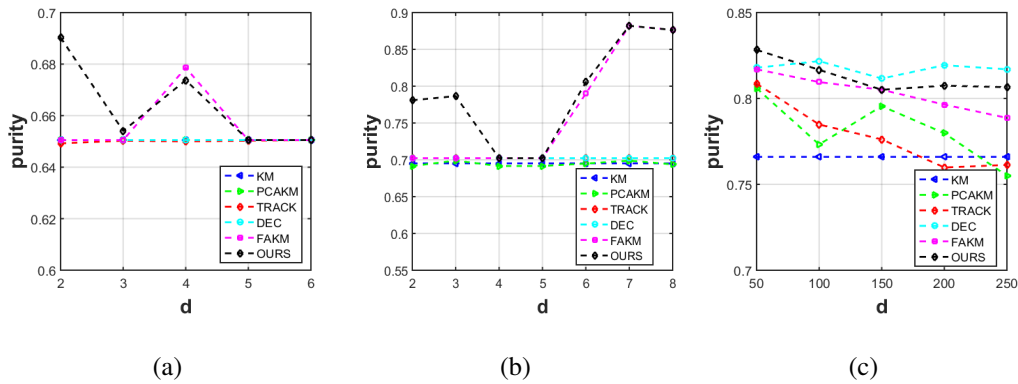 0.7
0.68
0.66
0.64
0.62
0.6
purity
2 3 4 5 6
d
KM
PCAKM
TRACK
DEC
FAKM
OURS
(a)
0.9
0.85
0.8
0.75
0.7
0.65
0.6
0.55
purity
2 3 4 5 6 7 8
d
KM
PCAKM
TRACK
DEC
FAKM
OURS
(b)
0.85
0.8
0.75
0.7
purity
50 100 150 200 250
d
KM
PCAKM
TRACK
DEC
FAKM
OURS
(c)